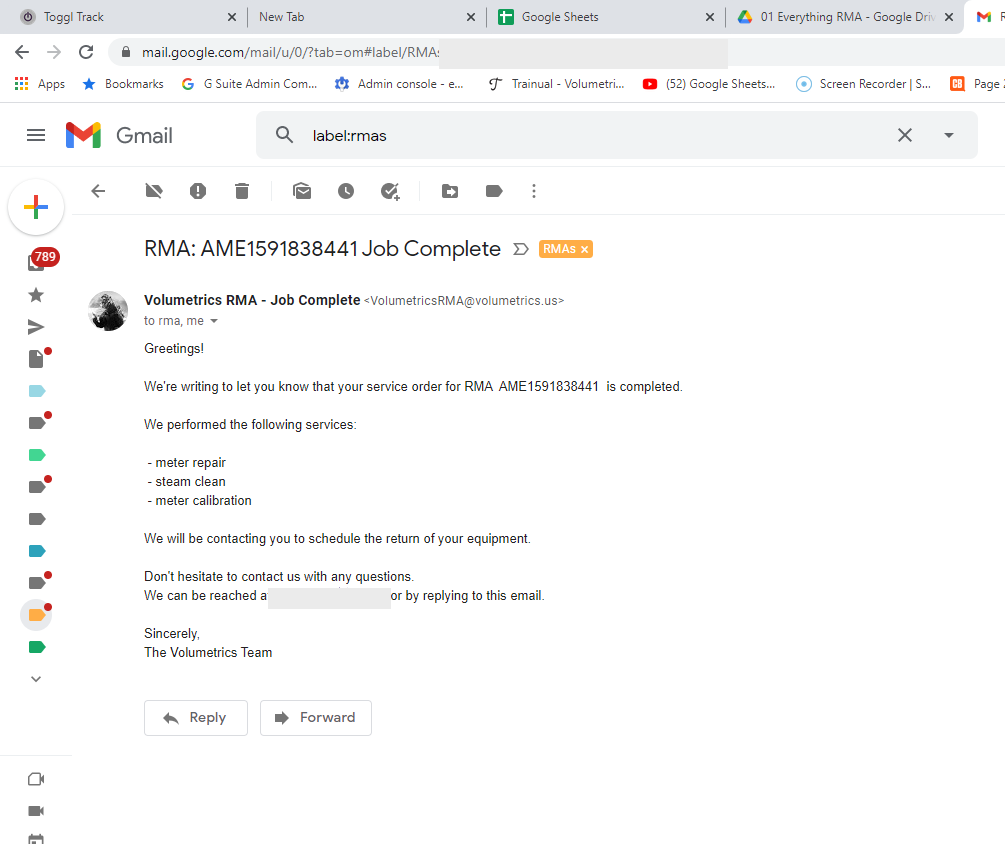 Toggl Track
New Tab
Google Sheets
01 Everything RMA - Google Driv
mail.google.com/mail/u/0/?tab=om#label/RMAs
Apps
Bookmarks
G Suite Admin Com...
Admin console - e...
Trainual - Volumetri...
(52) Google Sheets...
Screen Recorder | S...
Page
Gmail
label:rmas
789
RMA: AME1591838441 Job Complete
RMAs x
Volumetrics RMA - Job Complete <VolumetricsRMA@volumetrics.us>
to rma, me
Greetings!
We're writing to let you know that your service order for RMA AME1591838441 is completed.
We performed the following services:
- meter repair
- steam clean
- meter calibration
We will be contacting you to schedule the return of your equipment.
Don't hesitate to contact us with any questions.
We can be reached a or by replying to this email.
Sincerely,
The Volumetrics Team
Reply
Forward